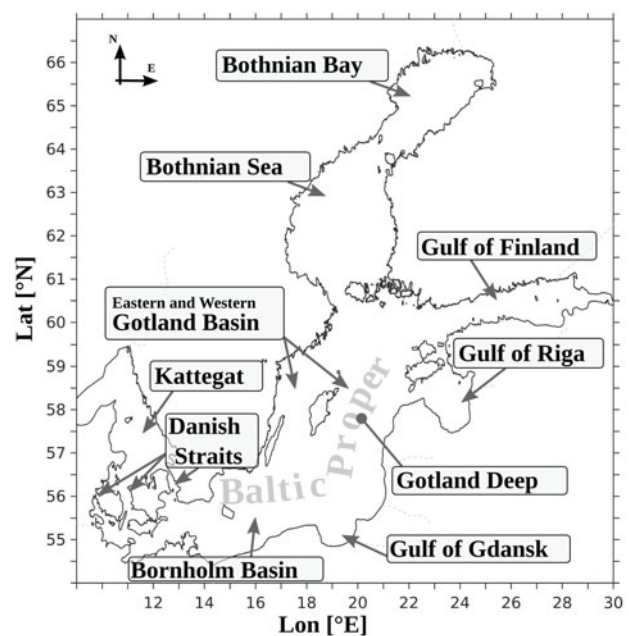 N
E
Bothnian Bay
Bothnian Sea
Gulf of Finland
Eastern and Western
Gotland Basin
Gulf of Riga
Kattegat
Danish
Straits
Baltic Proper
Gotland Deep
Gulf of Gdansk
Bornholm Basin
Lat [°N]
66
65
64
63
62
61
60
59
58
57
56
55
12
14
16
18
20
22
24
26
28
30
Lon [°E]